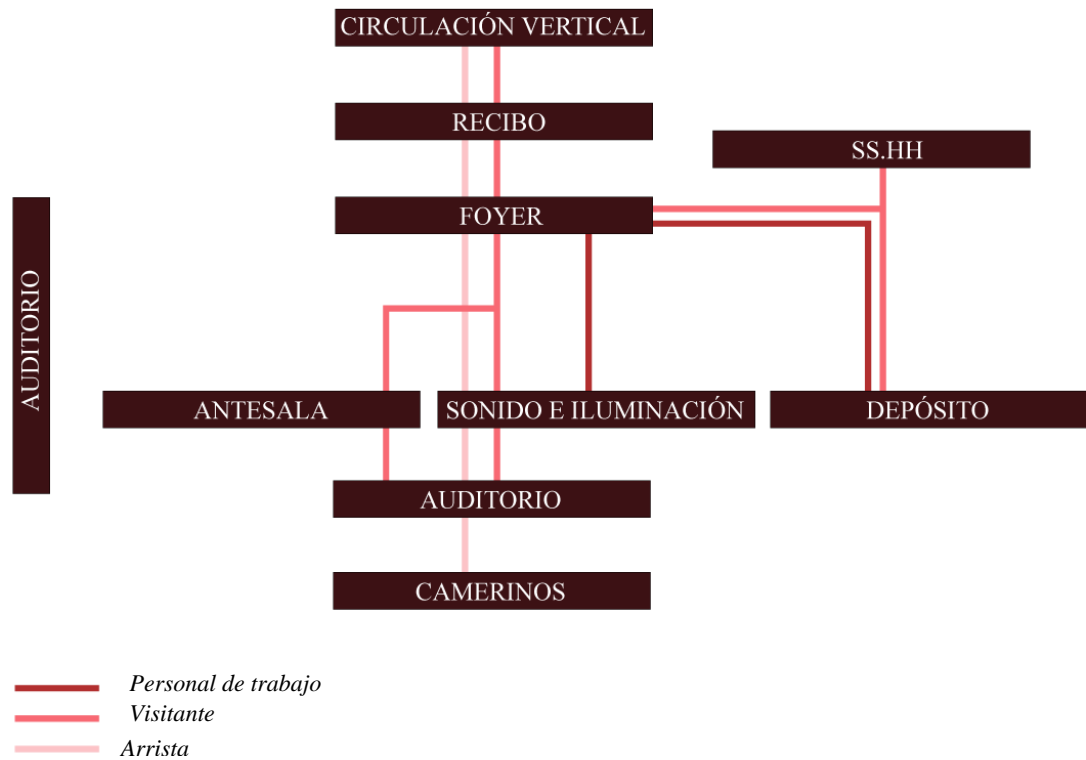 CIRCULACIÓN VERTICAL
RECIBO
SS.HH
FOYER
AUDITORIO
ANTESALA
SONIDO E ILUMINACIÓN
DEPÓSITO
AUDITORIO
CAMERINOS
Personal de trabajo
Visitante
Arrista